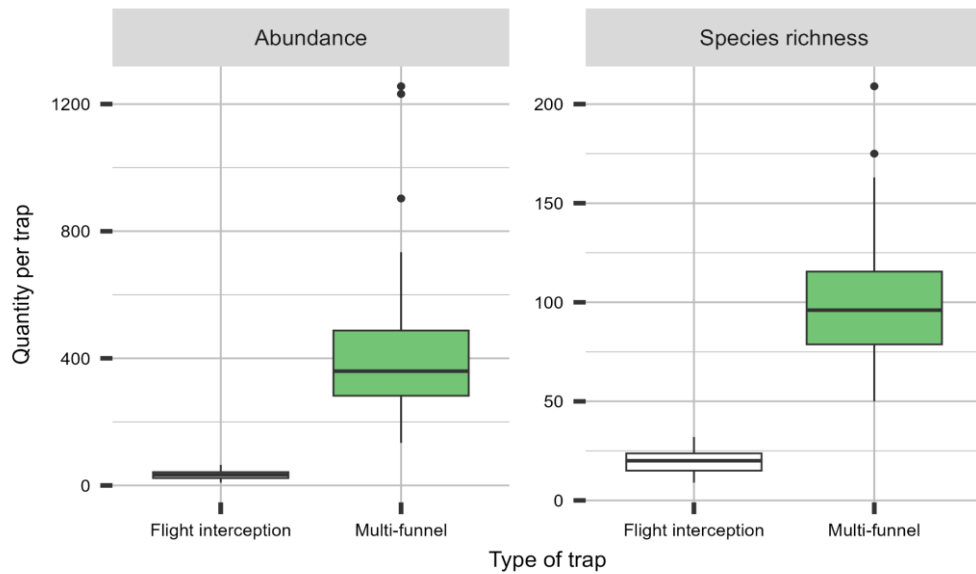 Abundance
Species richness
Quantity per trap
1200
800
400
0
200
150
100
50
0
Flight interception
Multi-funnel
Flight interception
Multi-funnel
Type of trap